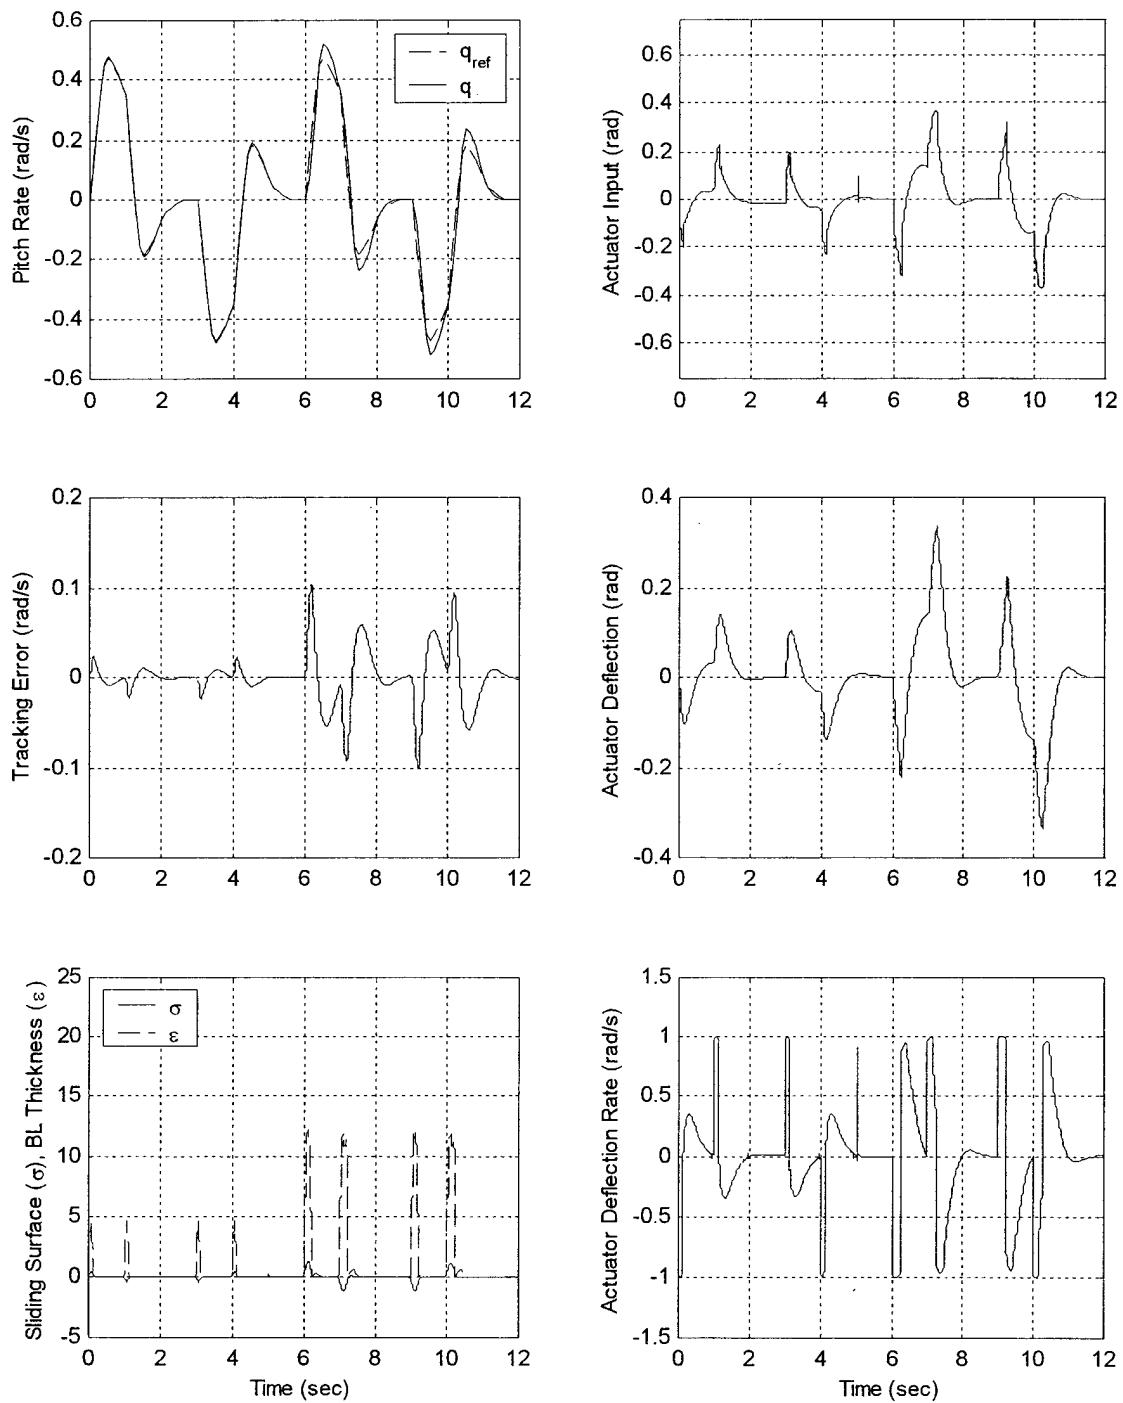 Pitch Rate (rad/s)
0.6
0.4
0.2
0
-0.2
-0.4
-0.6
0 2 4 6 8 10 12
q_ref
q
Actuator Input (rad)
0.6
0.4
0.2
0
-0.2
-0.4
-0.6
0 2 4 6 8 10 12
Tracking Error (rad/s)
0.2
0.1
0
-0.1
-0.2
0 2 4 6 8 10 12
Actuator Deflection (rad)
0.4
0.2
0
-0.2
-0.4
0 2 4 6 8 10 12
Sliding Surface (σ), BL Thickness (ε)
25
20
15
10
5
0
-5
0 2 4 6 8 10 12
σ
ε
Time (sec)
Actuator Deflection Rate (rad/s)
1.5
1
0.5
0
-0.5
-1
-1.5
0 2 4 6 8 10 12
Time (sec)